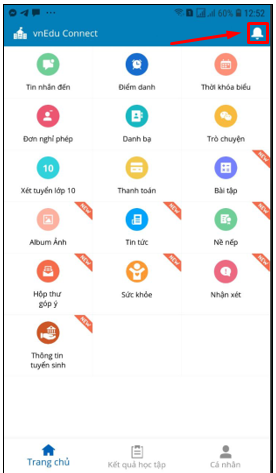 60% 12:52
vnEdu Connect
Tin nhắn đến Điểm danh Thời khóa biểu
Đơn nghỉ phép Danh bạ Trò chuyện
10
Xét tuyển lớp 10 Thanh toán Bài tập
NEW NEW NEW
Album Ảnh Tin tức Nề nếp
NEW NEW NEW
Hộp thư Sức khỏe Nhận xét
góp ý
NEW
Thông tin
tuyển sinh
Trang chủ Kết quả học tập Cá nhân